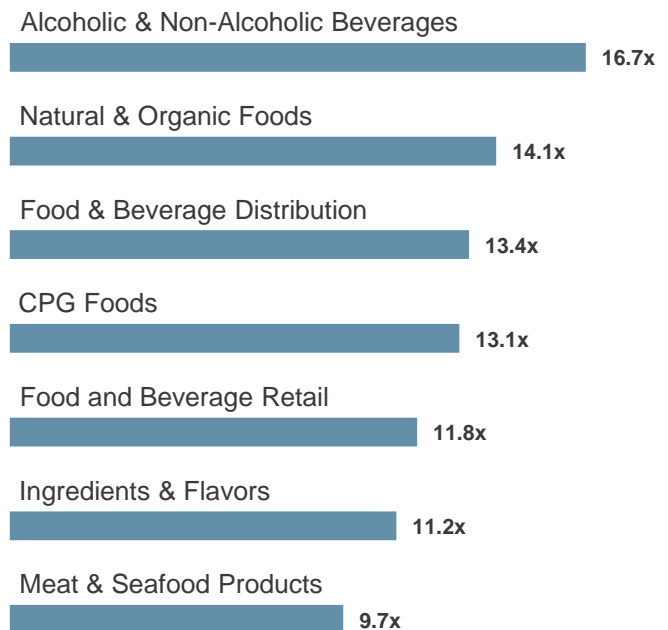 Alcoholic & Non-Alcoholic Beverages
16.7x
Natural & Organic Foods
14.1x
Food & Beverage Distribution
13.4x
CPG Foods
13.1x
Food and Beverage Retail
11.8x
Ingredients & Flavors
11.2x
Meat & Seafood Products
9.7x